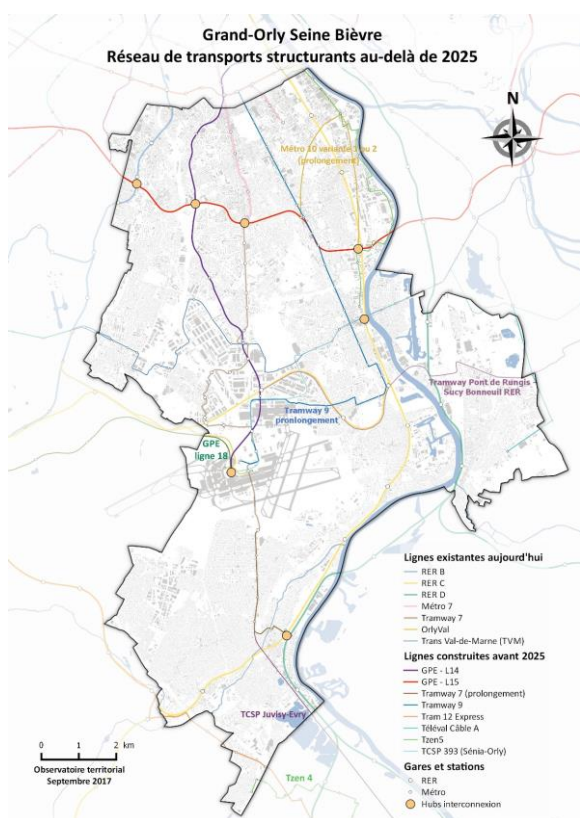 Grand-Orly Seine Bièvre
Réseau de transports structurants au-delà de 2025
N
Métro 10 variante 1 ou 2
(prolongement)
Tramway Pont de Rungis -
Sucy Bonneuil RER
Tramway 9
pronlongement
GPE
ligne 18
TCSP Juvisy-Evry
Tzen 4
0 1 2 km
Observatoire territorial
Septembre 2017
Lignes existantes aujourd'hui
RER B
RER C
RER D
Métro 7
Tramway 7
OrlyVal
Trans Val-de-Marne (TVM)
Lignes construites avant 2025
GPE - L14
GPE - L15
Tramway 7 (prolongement)
Tramway 9
Tram 12 Express
Téléval Câble A
Tzen5
TCSP 393 (Sénia-Orly)
Gares et stations
RER
Métro
Hubs interconnexion